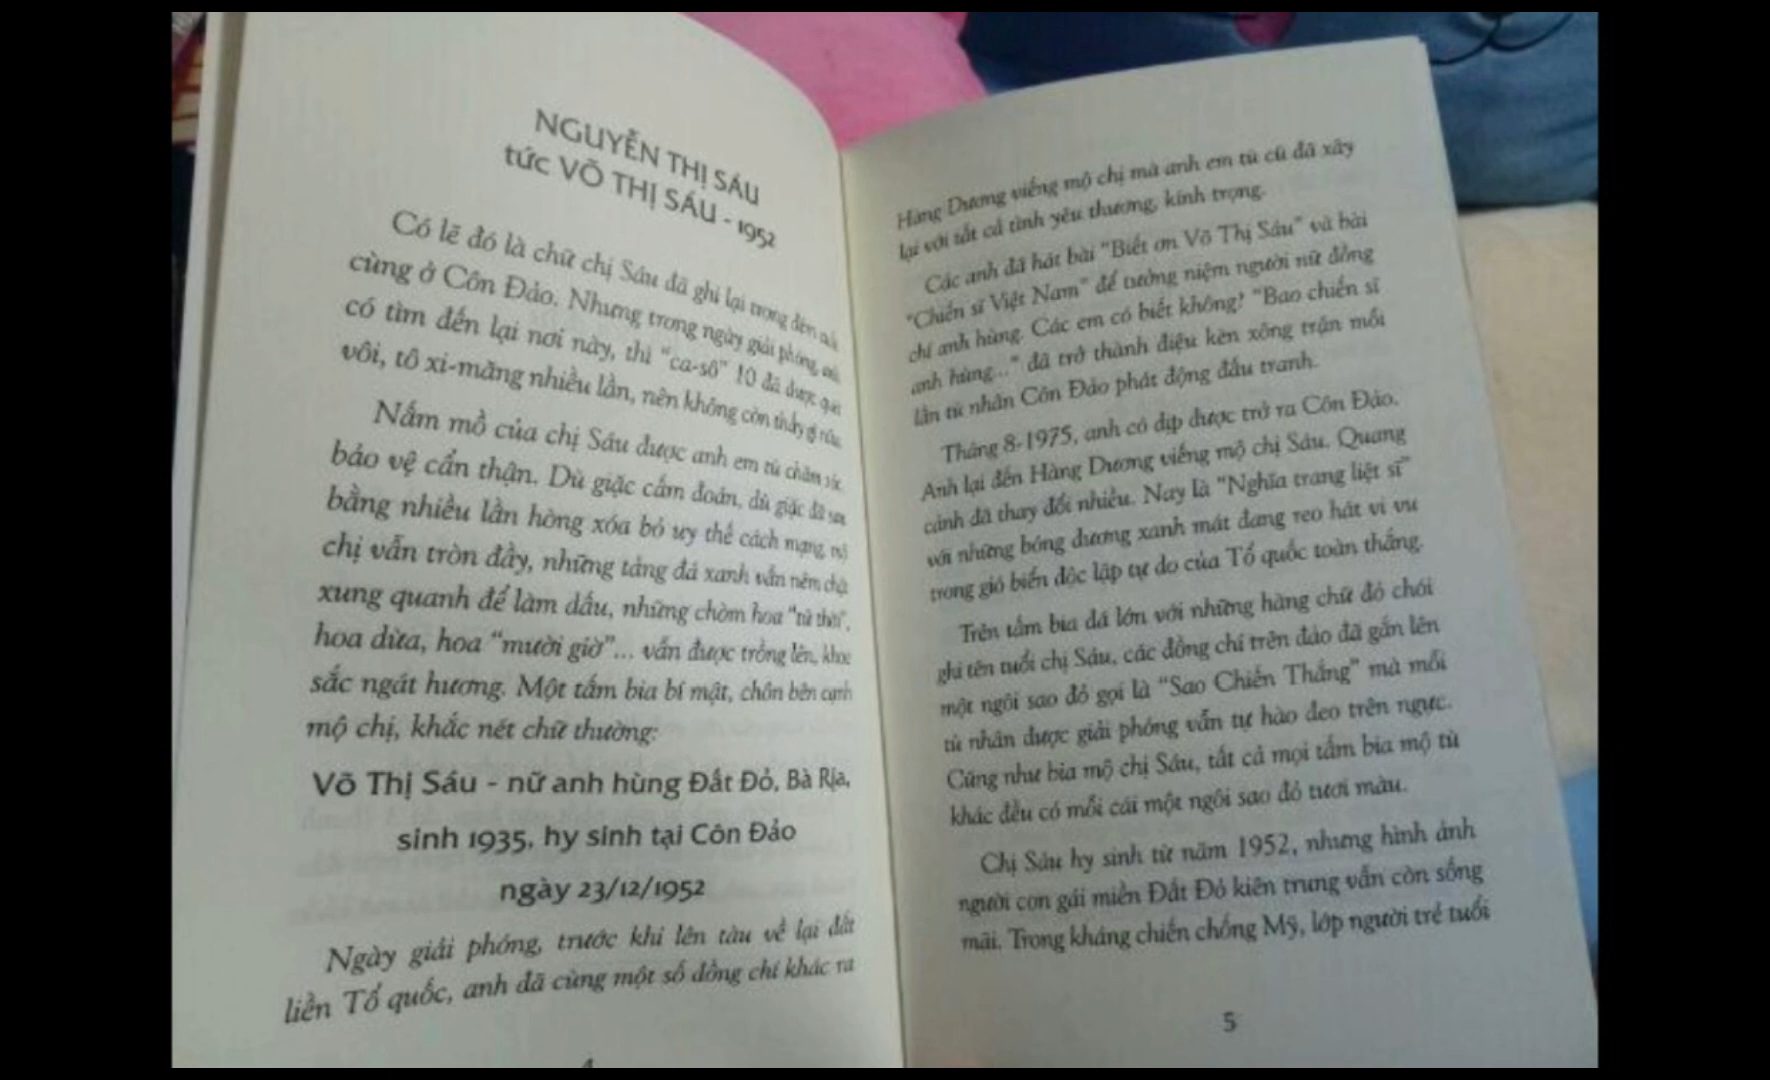 NGUYỄN THỊ SÁU
tức VÕ THỊ SÁU - 1952
Có lẽ đó là chữ chị Sáu đã ghi lại trong đêm cuối
cùng ở Côn Đảo. Nhưng trong ngày giải phóng, anh
có tìm đến lại nơi này, thì "ca-sô" 10 đã được quét
vôi, tô xi-măng nhiều lần, nên không còn thấy gì nữa.
Nấm mồ của chị Sáu được anh em tù chăm sóc
bảo vệ cẩn thận. Dù giặc cấm đoán, dù giặc đã san
bằng nhiều lần hòng xóa bỏ uy thế cách mạng, mộ
chị vẫn tròn đầy, những tảng đá xanh vẫn nêm chặt
xung quanh để làm dấu, những chòm hoa "tứ thời",
hoa dừa, hoa "mười giờ"... vẫn được trồng lên, khoe
sắc ngát hương. Một tấm bia bí mật, chôn bên cạnh
mộ chị, khắc nét chữ thường:
Võ Thị Sáu - nữ anh hùng Đất Đỏ, Bà Rịa,
sinh 1935, hy sinh tại Côn Đảo
ngày 23/12/1952
Ngày giải phóng, trước khi lên tàu về lại đất
liền Tổ quốc, anh đã cùng một số đồng chí khác ra
Hàng Dương viếng mộ chị mà anh em tù cũ đã xây
lại với tất cả tình yêu thương, kính trọng.
Các anh đã hát bài "Biết ơn Võ Thị Sáu" và bài
"Chiến sĩ Việt Nam" để tưởng niệm người nữ đồng
chí anh hùng. Các em có biết không? "Bao chiến sĩ
anh hùng..." đã trở thành điệu kèn xông trận mỗi
lần tù nhân Côn Đảo phát động đấu tranh.
Tháng 8-1975, anh có dịp được trở ra Côn Đảo.
Anh lại đến Hàng Dương viếng mộ chị Sáu. Quang
cảnh đã thay đổi nhiều. Nay là "Nghĩa trang liệt sĩ"
với những bóng dương xanh mát đang reo hát vi vu
trong gió biển độc lập tự do của Tổ quốc toàn thắng.
Trên tấm bia đá lớn với những hàng chữ đỏ chói
ghi tên tuổi chị Sáu, các đồng chí trên đảo đã gắn lên
một ngôi sao đỏ gọi là "Sao Chiến Thắng" mà mỗi
tù nhân được giải phóng vẫn tự hào đeo trên ngực.
Cũng như bia mộ chị Sáu, tất cả mọi tấm bia mộ tù
khác đều có mỗi cái một ngôi sao đỏ tươi màu.
Chị Sáu hy sinh từ năm 1952, nhưng hình ảnh
người con gái miền Đất Đỏ kiên trung vẫn còn sống
mãi. Trong kháng chiến chống Mỹ, lớp người trẻ tuổi
5